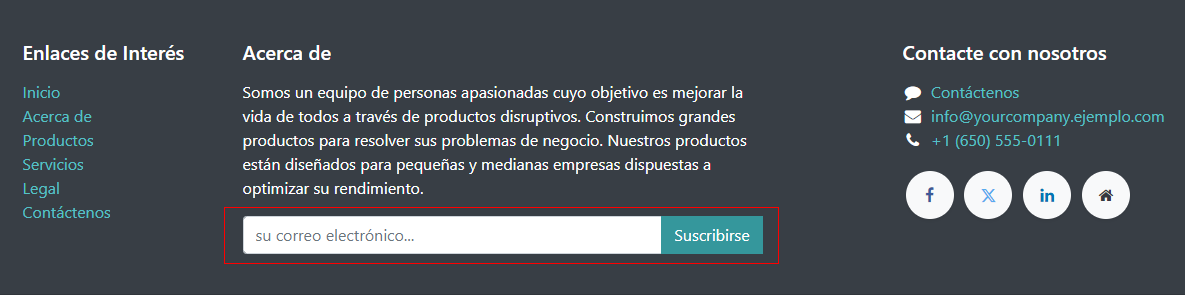 Enlaces de Interés
Inicio
Acerca de
Productos
Servicios
Legal
Contáctenos
Acerca de
Somos un equipo de personas apasionadas cuyo objetivo es mejorar la
vida de todos a través de productos disruptivos. Construimos grandes
productos para resolver sus problemas de negocio. Nuestros productos
están diseñados para pequeñas y medianas empresas dispuestas a
optimizar su rendimiento.
su correo electrónico...
Suscribirse
Contacte con nosotros
Contáctenos
info@yourcompany.ejemplo.com
+1 (650) 555-0111